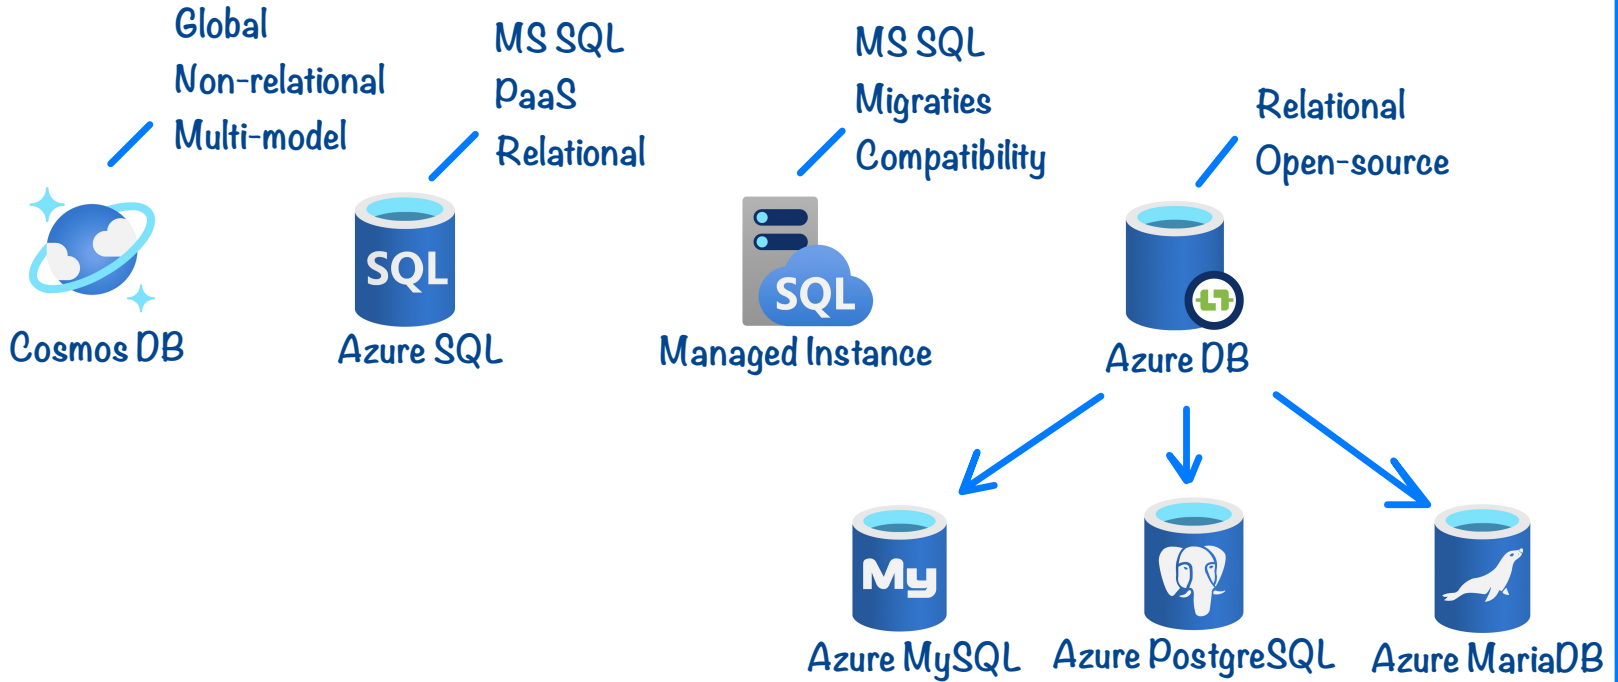 Global
Non-relational
Multi-model
Cosmos DB
MS SQL
PaaS
Relational
SQL
Azure SQL
MS SQL
Migraties
Compatibility
SQL
Managed Instance
Relational
Open-source
Azure DB
My
Azure MySQL
Azure PostgreSQL
Azure MariaDB